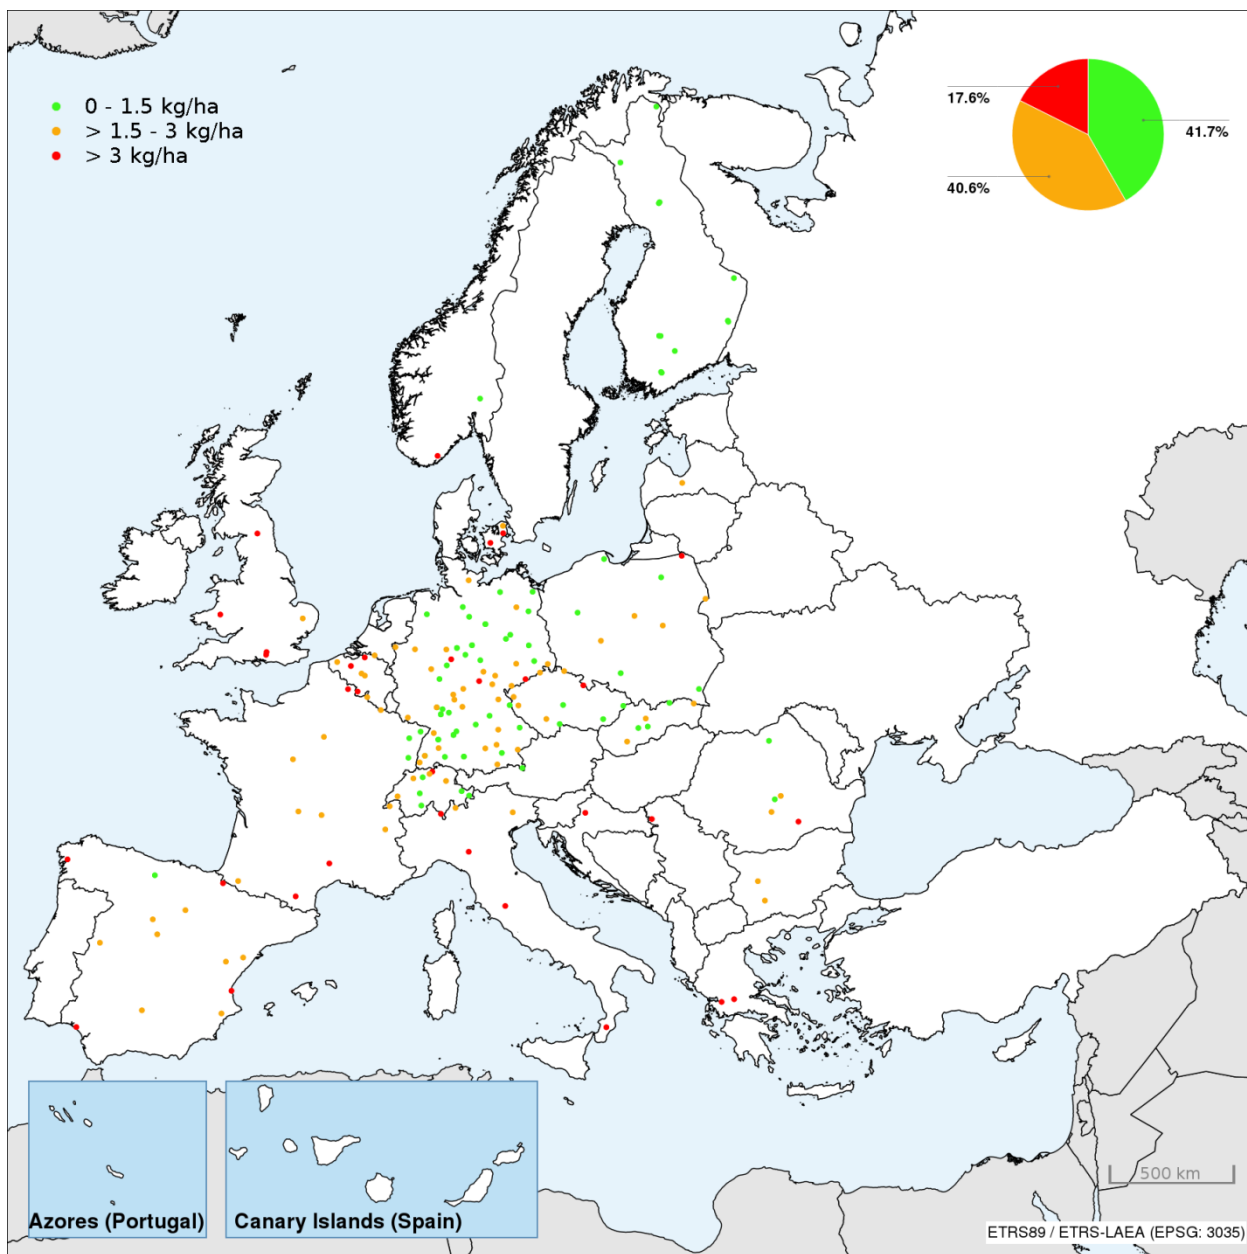 0 - 1.5 kg/ha
> 1.5 - 3 kg/ha
> 3 kg/ha
17.6%
41.7%
40.6%
500 km
Azores (Portugal)
Canary Islands (Spain)
ETRS89 / ETRS-LAEA (EPSG: 3035)